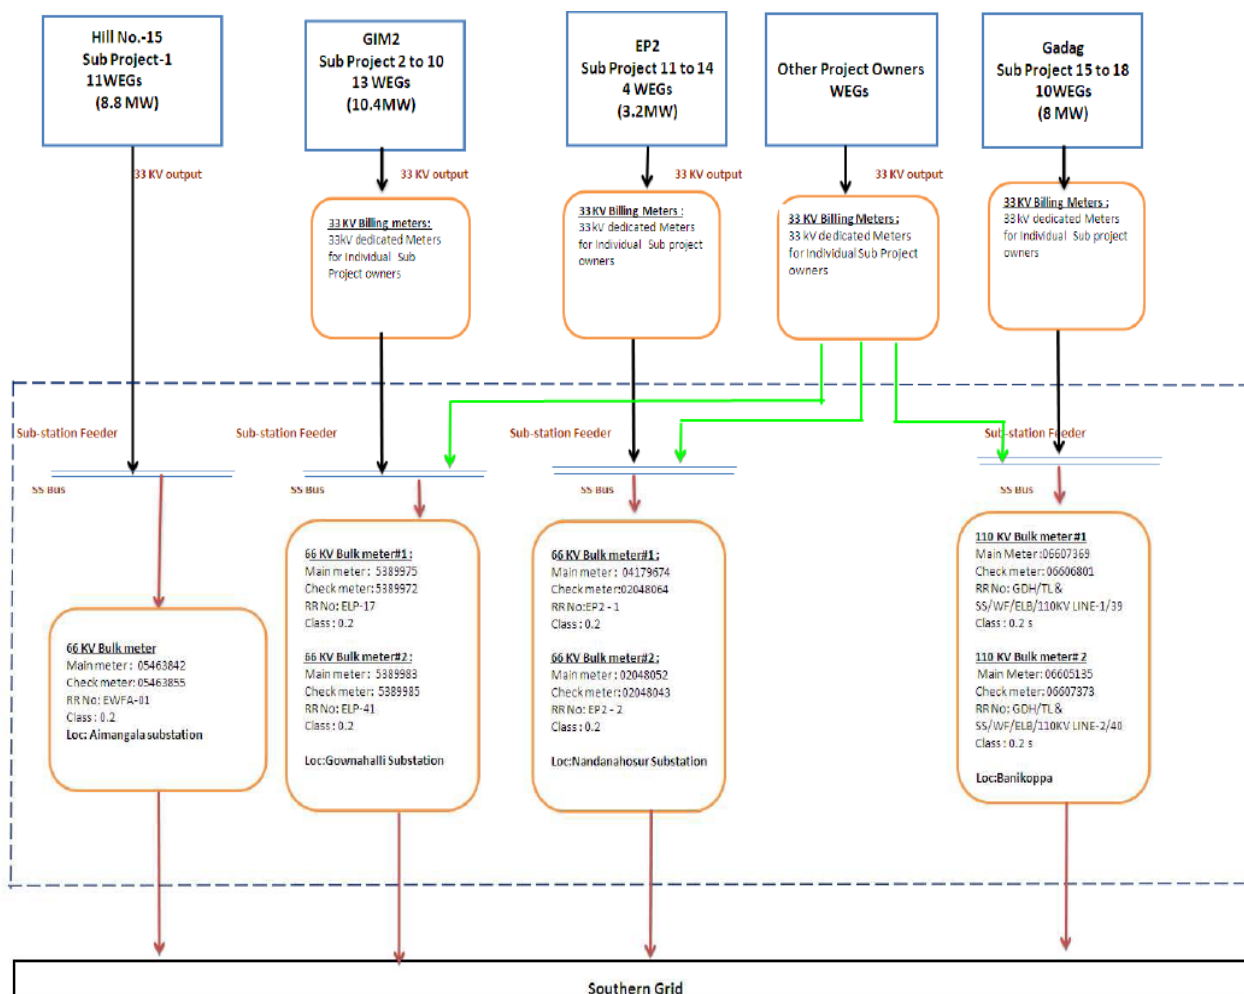 Hill No.-15
Sub Project-1
11WEGs
(8.8 MW)
GIM2
Sub Project 2 to 10
13 WEGs
(10.4MW)
EP2
Sub Project 11 to 14
4 WEGs
(3.2MW)
Other Project Owners
WEGs
Gadag
Sub Project 15 to 18
10WEGs
(8 MW)
33 KV output
33 KV output
33 KV output
33 KV output
33 KV Billing meters:
33kV dedicated Meters
for Individual Sub
Project owners
33 KV Billing Meters :
33 kV dedicated Meters
for Individual Sub project
owners
33 KV Billing Meters :
33 kV dedicated Meters
for Individual Sub Project
owners
33 KV Billing Meters :
33kV dedicated Meters
for Individual Sub project
owners
Sub-station Feeder
Sub-station Feeder
Sub-station Feeder
Sub-station Feeder
SS Bus
SS Bus
SS Bus
SS Bus
66 KV Bulk meter
Main meter : 05463842
Check meter: 05463855
RR No: EWFA-01
Class : 0.2
Loc: Aimangala substation
66 KV Bulk meter#1 :
Main meter : 5389975
Check meter: 5389972
RR No: ELP-17
Class : 0.2
66 KV Bulk meter#2 :
Main meter : 5389983
Check meter : 5389985
RR No: ELP-41
Class : 0.2
Loc:Gownahalli Substation
66 KV Bulk meter#1 :
Main meter : 04179674
Check meter:02048064
RR No:EP2 - 1
Class : 0.2
66 KV Bulk meter#2 :
Main meter : 02048052
Check meter:02048043
RR No: EP2 - 2
Class : 0.2
Loc:Nandanahosur Substation
110 KV Bulk meter#1
Main Meter :06607369
Check meter :06606801
RR No: GDH/TL &
SS/WF/ELB/110KV LINE-1/39
Class : 0.2 s
110 KV Bulk meter# 2
Main Meter: 06605135
Check meter: 06607373
RR No: GDH/TL &
SS/WF/ELB/110KV LINE-2/40
Class : 0.2 s
Loc:Banikoppa
Southern Grid